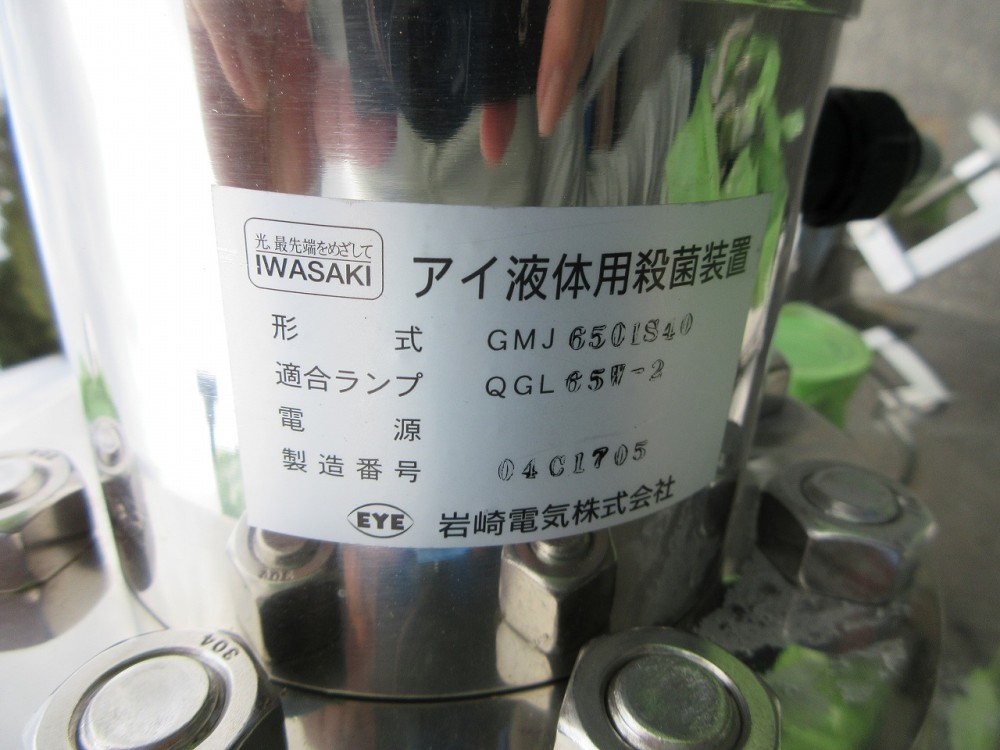 光、最先端をめざして
IWASAKI
アイ液体用殺菌装置
形式 GMJ 6501S40
適合ランプ QGL 65W-2
電源
製造番号 04C1705
EYE 岩崎電気株式会社
304